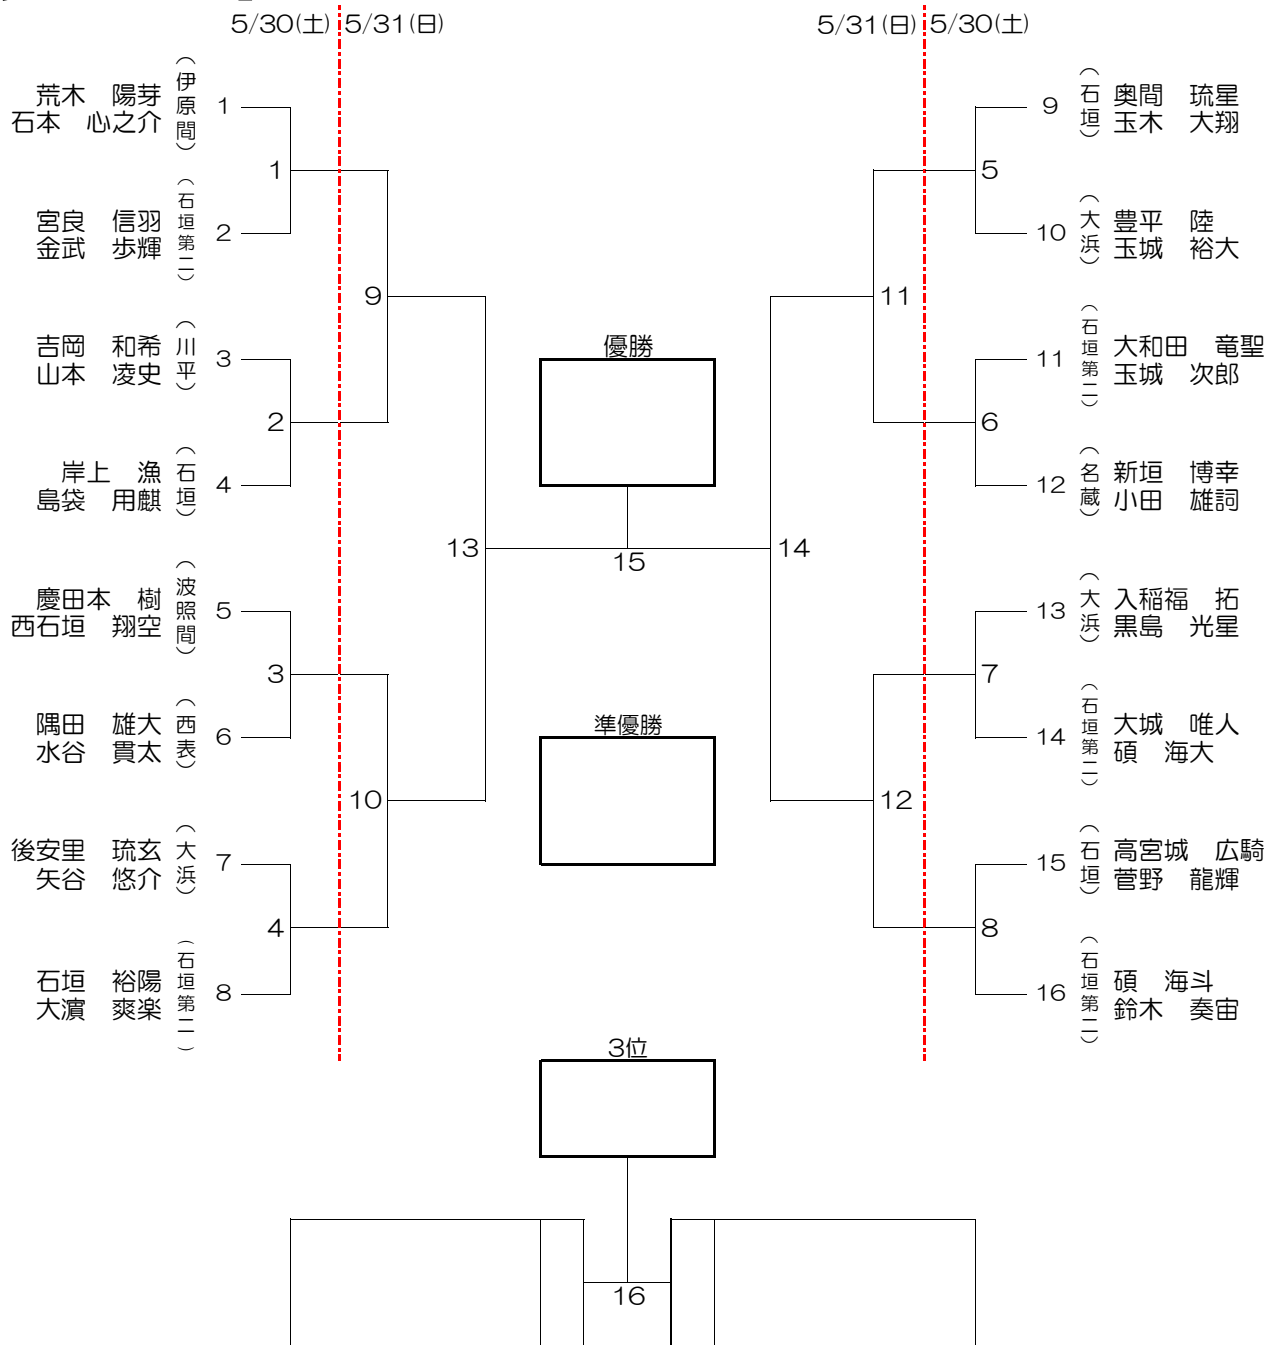 5/30(土) 5/31(日)
5/31(日) 5/30(土)
荒木　陽芽
石本　心之介
(伊原間)
1
1
宮良　信羽
金武　歩輝
(石垣第二)
2
9
吉岡　和希
山本　凌史
(川平)
3
2
岸上　漁
島袋　用麒
(石垣)
4
13
慶田本　樹
西石垣　翔空
(波照間)
5
3
隅田　雄大
水谷　貫太
(西表)
6
10
後安里　琉玄
矢谷　悠介
(大浜)
7
4
石垣　裕陽
大濵　爽楽
(石垣第二)
8
優勝
15
準優勝
3位
16
9
(石垣)
奥間　琉星
玉木　大翔
5
10
(大浜)
豊平　陸
玉城　裕大
11
11
(石垣第二)
大和田　竜聖
玉城　次郎
6
12
(名蔵)
新垣　博幸
小田　雄詞
14
13
(大浜)
入稲福　拓
黒島　光星
7
14
(石垣第二)
大城　唯人
碩　海大
12
15
(石垣)
高宮城　広騎
菅野　龍輝
8
16
(石垣第二)
碩　海斗
鈴木　奏宙